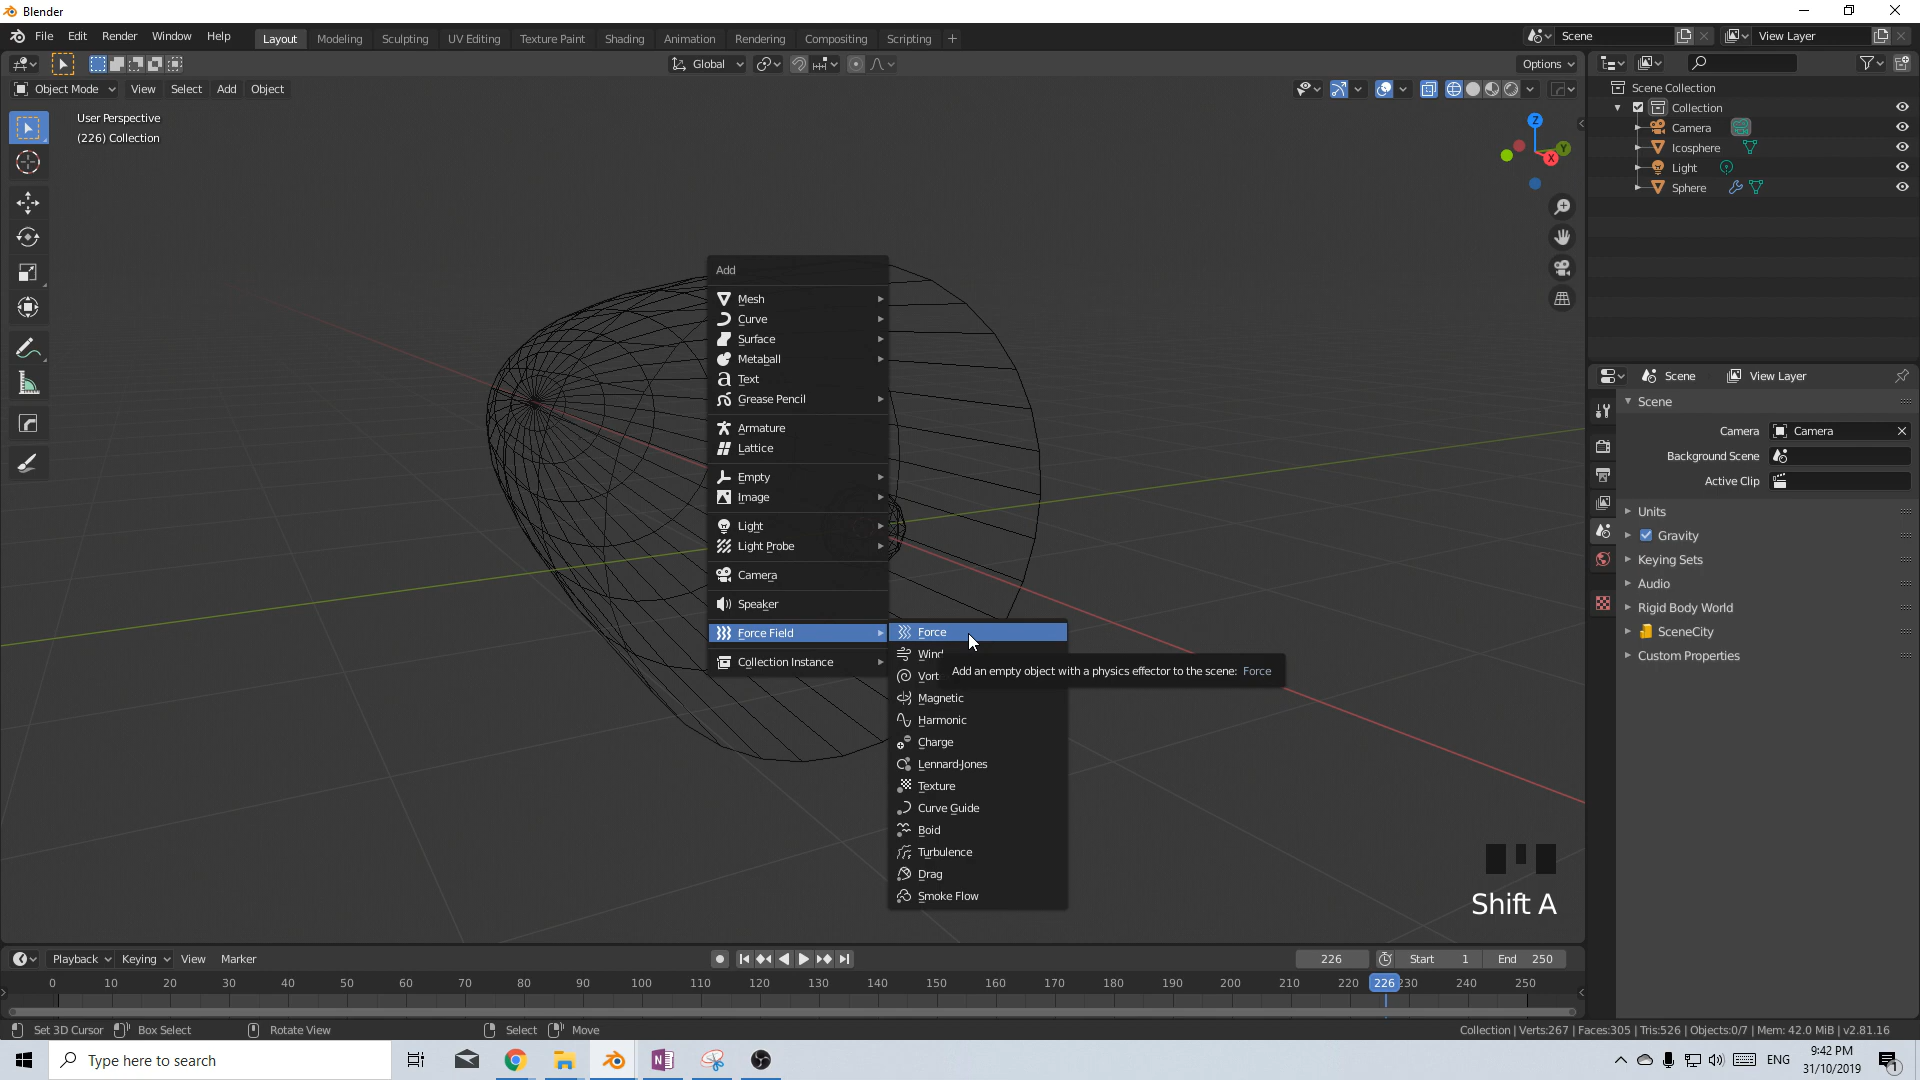 Blender
File Edit Render Window Help Layout Modeling Sculpting UV Editing Texture Paint Shading Animation Rendering Compositing Scripting + Scene View Layer
Global Options
Object Mode View Select Add Object
User Perspective
(226) Collection
Z
Y
X
Add
Mesh
Curve
Surface
Metaball
Text
Grease Pencil
Armature
Lattice
Empty
Image
Light
Light Probe
Camera
Speaker
Force Field
Collection Instance
Force
Wind
Vort
Add an empty object with a physics effector to the scene: Force
Magnetic
Harmonic
Charge
Lennard-Jones
Texture
Curve Guide
Boid
Turbulence
Drag
Smoke Flow
Shift A
Scene Collection
Collection
Camera
Icosphere
Light
Sphere
Scene View Layer
Scene
Camera Camera
Background Scene
Active Clip
Units
Gravity
Keying Sets
Audio
Rigid Body World
SceneCity
Custom Properties
Playback Keying View Marker 226 Start 1 End 250
0 10 20 30 40 50 60 70 80 90 100 110 120 130 140 150 160 170 180 190 200 210 220 226 230 240 250
Set 3D Cursor Box Select Rotate View Select Move Collection | Verts:267 | Faces:305 | Tris:526 | Objects:0/7 | Mem: 42.0 MiB | v2.81.16
Type here to search ENG
9:42 PM
31/10/2019
1